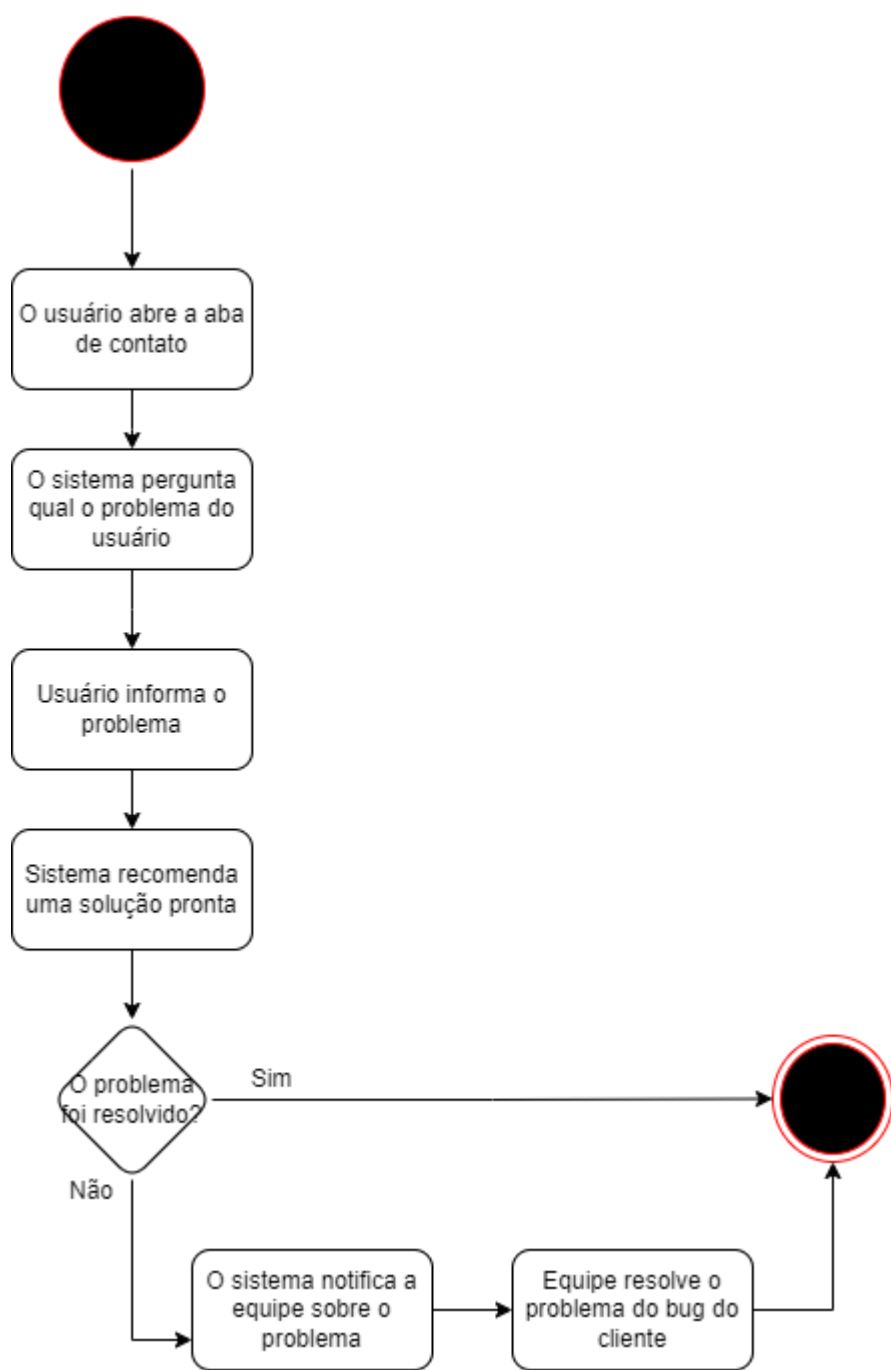 O usuário abre a aba
de contato
O sistema pergunta
qual o problema do
usuário
Usuário informa o
problema
Sistema recomenda
uma solução pronta
O problema
foi resolvido?
Sim
Não
O sistema notifica a
equipe sobre o
problema
Equipe resolve o
problema do bug do
cliente